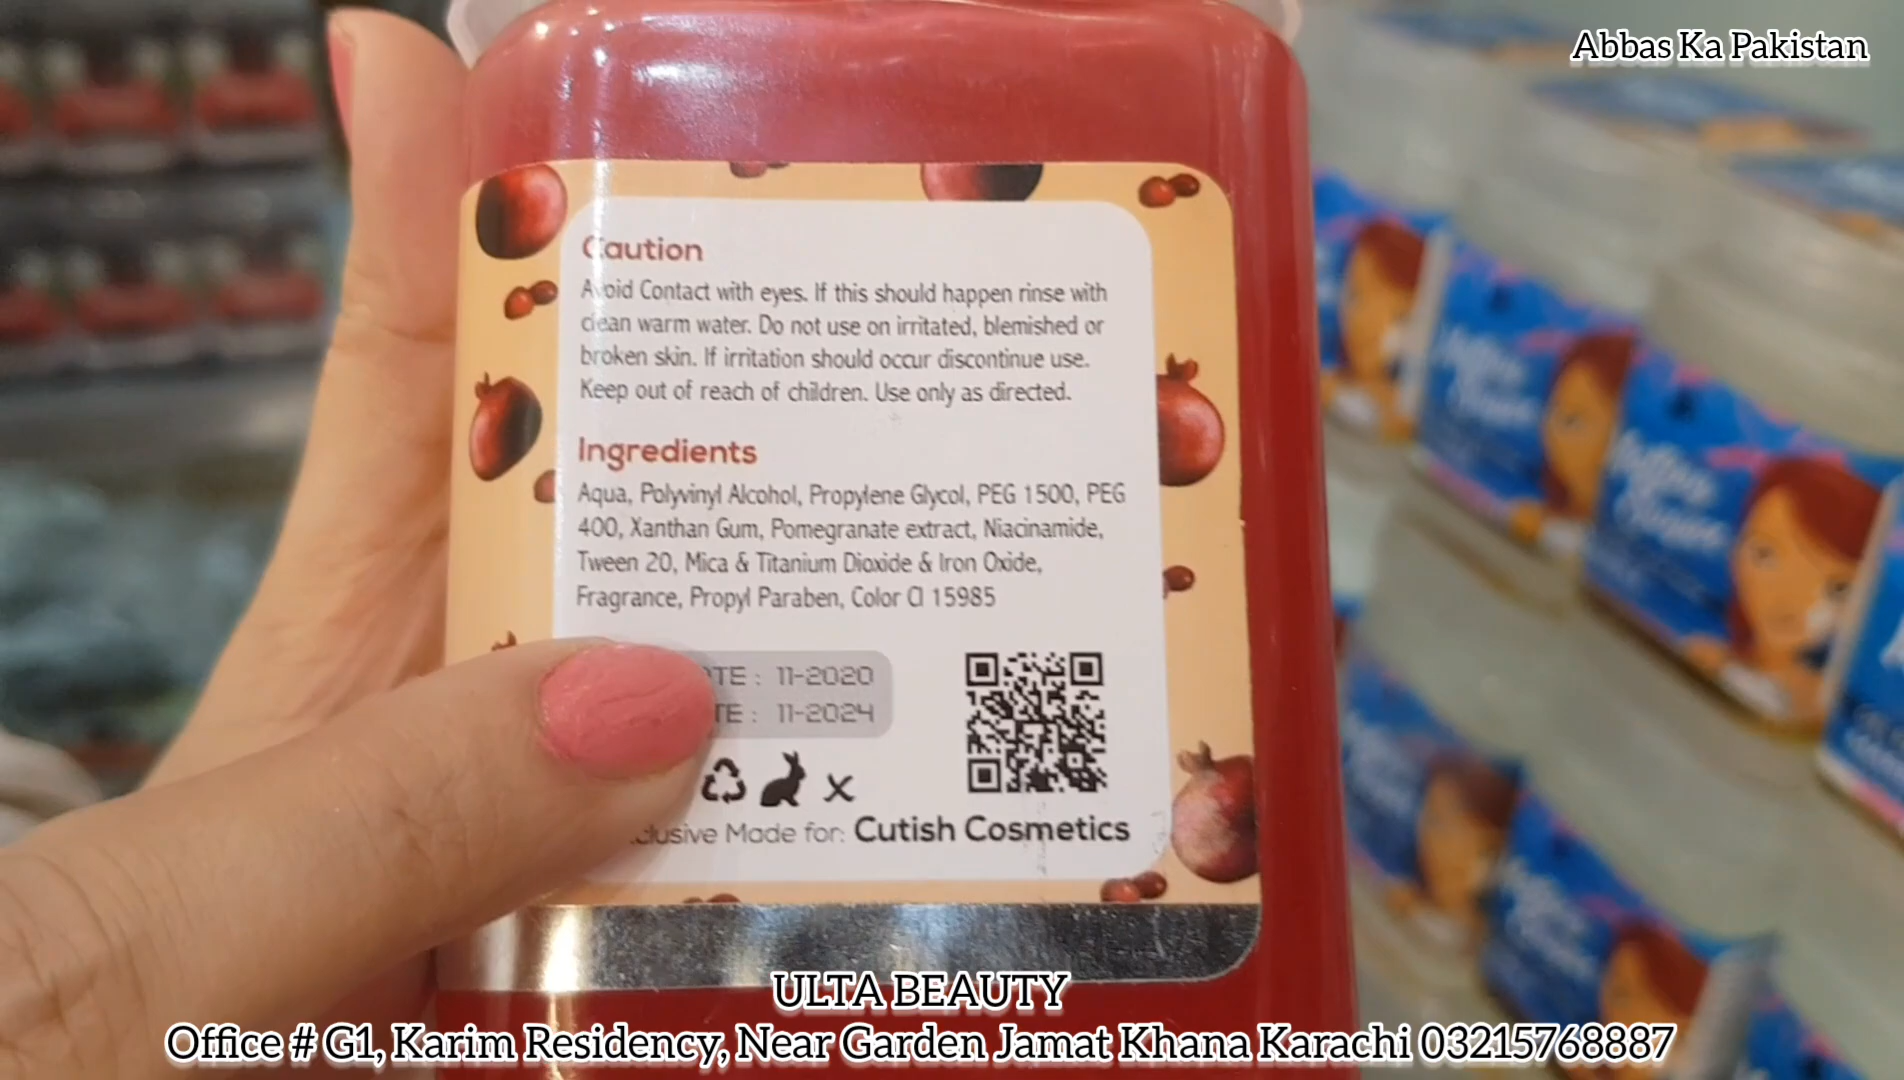 Abbas Ka Pakistan
Caution
Avoid Contact with eyes. If this should happen rinse with
clean warm water. Do not use on irritated, blemished or
broken skin. If irritation should occur discontinue use.
Keep out of reach of children. Use only as directed.
Ingredients
Aqua, Polyvinyl Alcohol, Propylene Glycol, PEG 1500, PEG
400, Xanthan Gum, Pomegranate extract, Niacinamide,
Tween 20, Mica & Titanium Dioxide & Iron Oxide,
Fragrance, Propyl Paraben, Color CI 15985
TE : 11-2020
TE : 11-2024
clusive Made for: Cutish Cosmetics
ULTA BEAUTY
Office # G1, Karim Residency, Near Garden Jamat Khana Karachi 03215768887